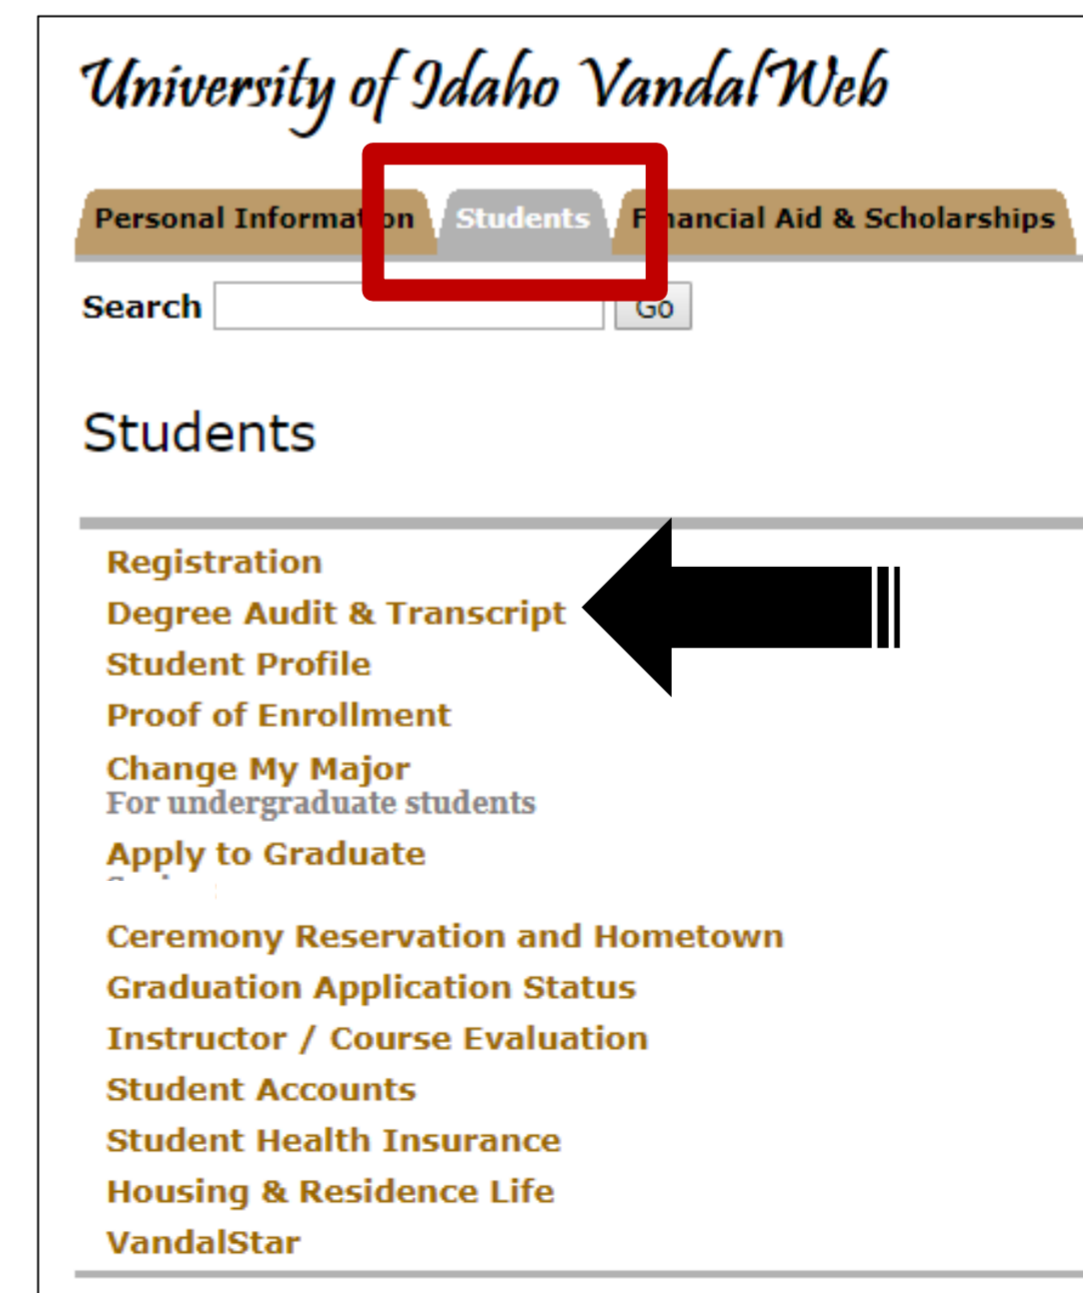 University of Idaho VandalWeb
Personal Information Students Financial Aid & Scholarships
Search Go
Students
Registration
Degree Audit & Transcript
Student Profile
Proof of Enrollment
Change My Major
For undergraduate students
Apply to Graduate
Ceremony Reservation and Hometown
Graduation Application Status
Instructor / Course Evaluation
Student Accounts
Student Health Insurance
Housing & Residence Life
VandalStar